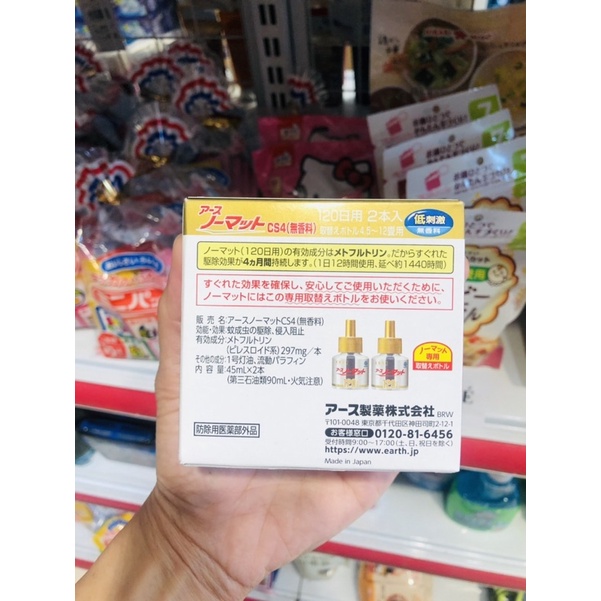 アース
ノーマット CS4(無香料)
120日用 2本入
取替えボトル 4.5〜12畳用
低刺激
無香料
ノーマット(120日用)の有効成分はメトフルトリン。だからすぐれた
駆除効果が4ヵ月間持続します。(1日12時間使用、延べ約1440時間)
すぐれた効果を確保し、安心してご使用いただくために、
ノーマットにはこの専用取替えボトルをお使いください。
販売名:アースノーマットCS4(無香料)
効能・効果:蚊成虫の駆除、侵入阻止
有効成分:メトフルトリン
(ピレスロイド系)297mg/本
その他の成分:1号灯油、流動パラフィン
内容:45mL×2本
(第三石油類90mL・火気注意)
ノーマット
専用
取替えボトル
防除用医薬部外品
アース製薬株式会社 BRW
〒101-0048 東京都千代田区神田司町2-12-1
お客様窓口 0120-81-6456
受付時間9:00〜17:00(土、日、祝日を除く)
https://www.earth.jp
Made in Japan